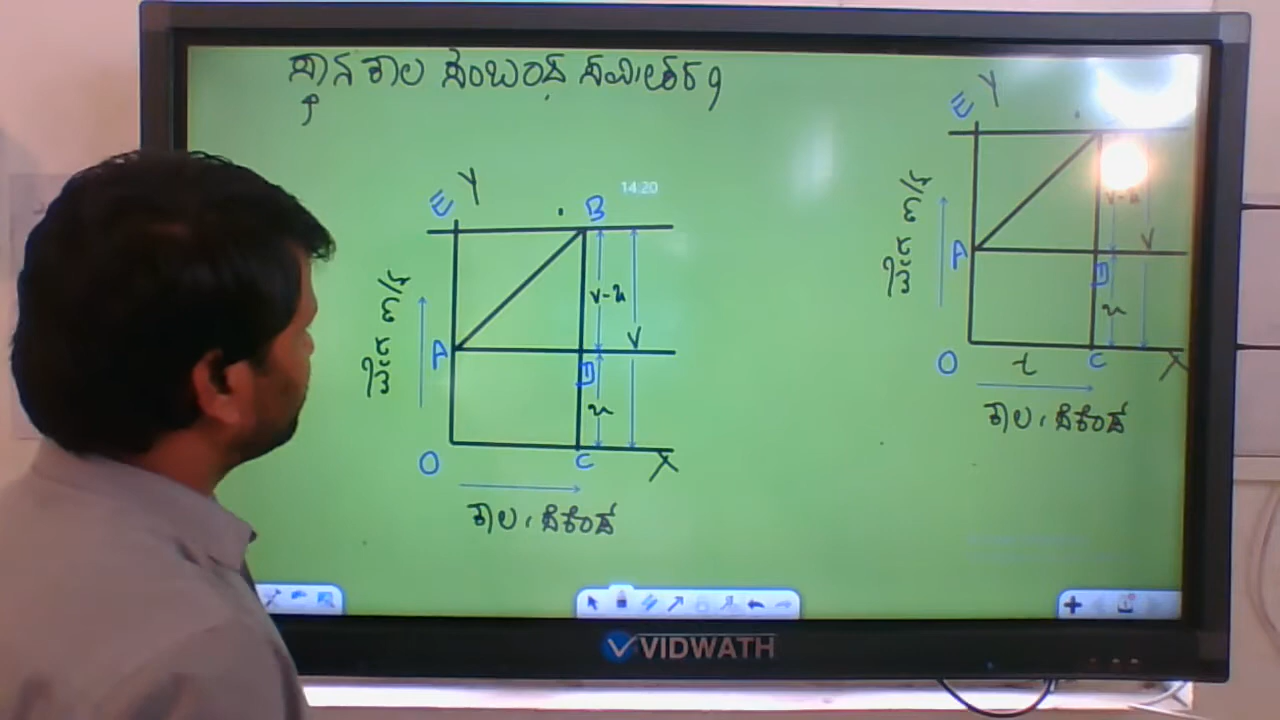 ಸ್ಥಾನ ಕಾಲ ಸಂಬಂಧ ಸಮೀಕರಣ
E Y
14:20
B
v-u
A
V
D
u
O
C
X
ವೇಗ ಮೀ/ಸೆ
ಕಾಲ, ಸೆಕೆಂಡ್
E Y
v-u
A
V
D
u
O
t
C
X
ವೇಗ ಮೀ/ಸೆ
ಕಾಲ, ಸೆಕೆಂಡ್
VIDWATH